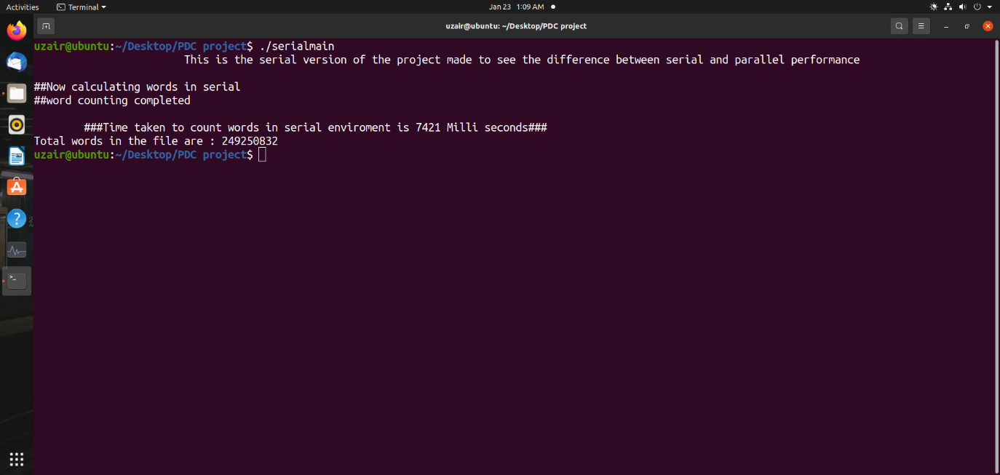 Activities
Terminal
Jan 23 1:09 AM
uzair@ubuntu: ~/Desktop/PDC project
uzair@ubuntu:~/Desktop/PDC project$ ./serialmain
This is the serial version of the project made to see the difference between serial and parallel performance
##Now calculating words in serial
##word counting completed
###Time taken to count words in serial enviroment is 7421 Milli seconds###
Total words in the file are : 249250832
uzair@ubuntu:~/Desktop/PDC project$